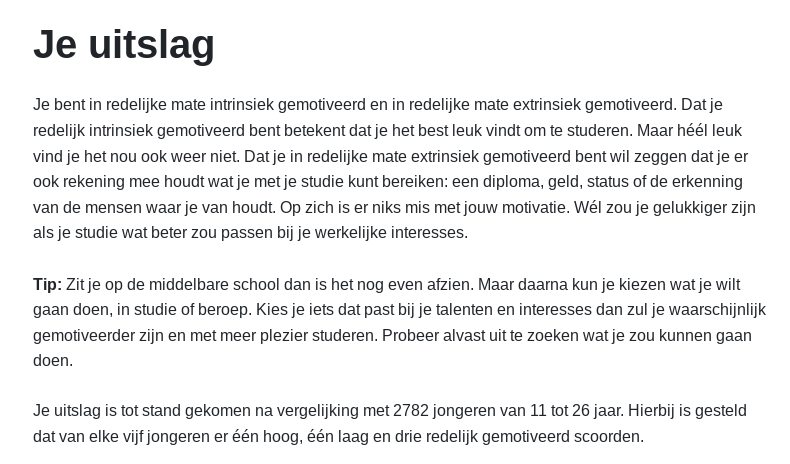 Je uitslag
Je bent in redelijke mate intrinsiek gemotiveerd en in redelijke mate extrinsiek gemotiveerd. Dat je
redelijk intrinsiek gemotiveerd bent betekent dat je het best leuk vindt om te studeren. Maar héél leuk
vind je het nou ook weer niet. Dat je in redelijke mate extrinsiek gemotiveerd bent wil zeggen dat je er
ook rekening mee houdt wat je met je studie kunt bereiken: een diploma, geld, status of de erkenning
van de mensen waar je van houdt. Op zich is er niks mis met jouw motivatie. Wél zou je gelukkiger zijn
als je studie wat beter zou passen bij je werkelijke interesses.
Tip: Zit je op de middelbare school dan is het nog even afzien. Maar daarna kun je kiezen wat je wilt
gaan doen, in studie of beroep. Kies je iets dat past bij je talenten en interesses dan zul je waarschijnlijk
gemotiveerder zijn en met meer plezier studeren. Probeer alvast uit te zoeken wat je zou kunnen gaan
doen.
Je uitslag is tot stand gekomen na vergelijking met 2782 jongeren van 11 tot 26 jaar. Hierbij is gesteld
dat van elke vijf jongeren er één hoog, één laag en drie redelijk gemotiveerd scoorden.